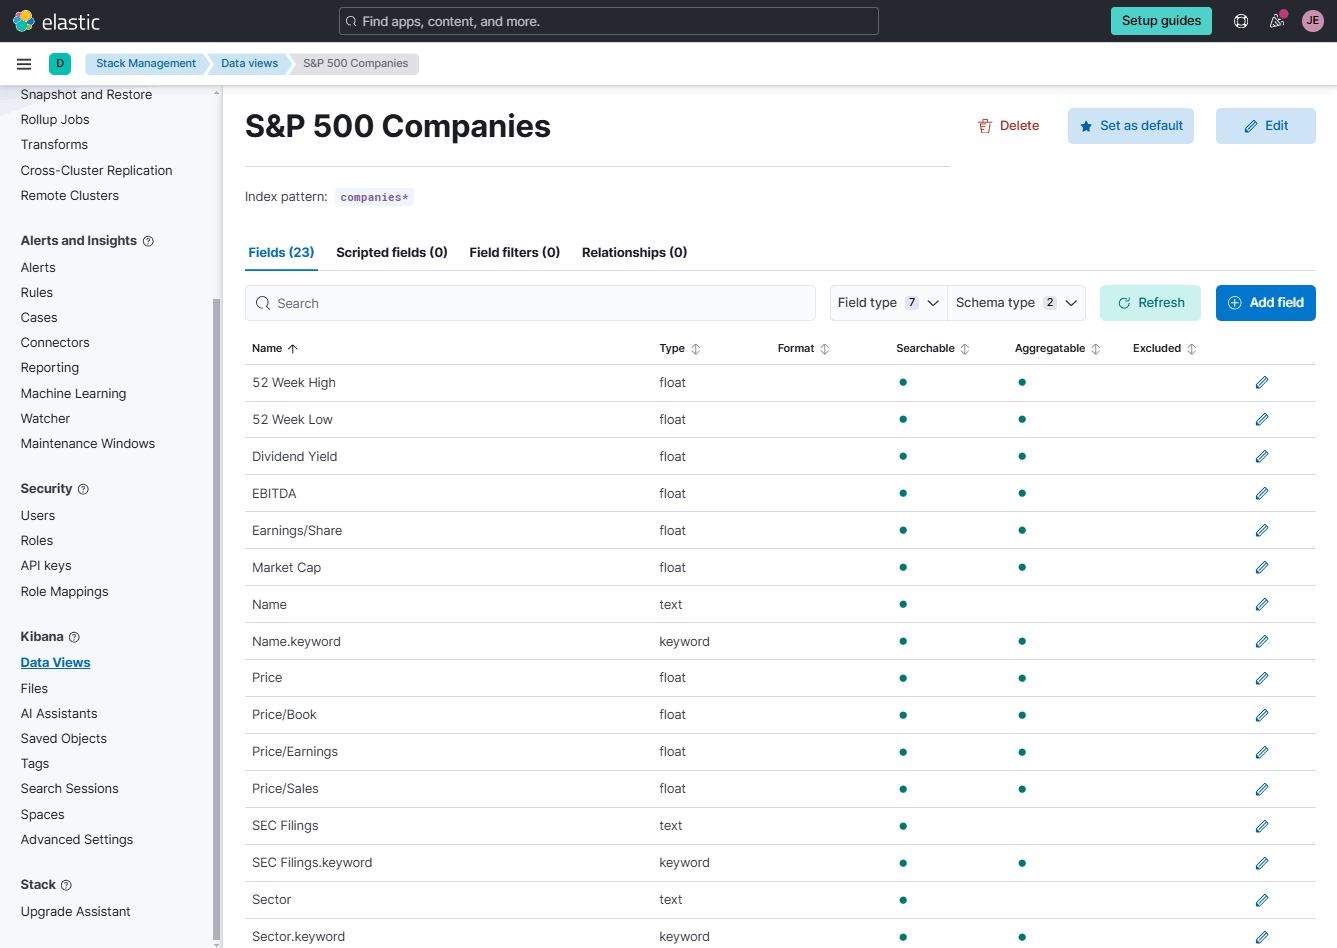 elastic
Find apps, content, and more.
Setup guides
JE
D
Stack Management
Data views
S&P 500 Companies
Snapshot and Restore
Rollup Jobs
Transforms
Cross-Cluster Replication
Remote Clusters
Alerts and Insights
Alerts
Rules
Cases
Connectors
Reporting
Machine Learning
Watcher
Maintenance Windows
Security
Users
Roles
API keys
Role Mappings
Kibana
Data Views
Files
AI Assistants
Saved Objects
Tags
Search Sessions
Spaces
Advanced Settings
Stack
Upgrade Assistant
S&P 500 Companies
Delete
Set as default
Edit
Index pattern: companies*
Fields (23) Scripted fields (0) Field filters (0) Relationships (0)
Search
Field type 7
Schema type 2
Refresh
Add field
Name Type Format Searchable Aggregatable Excluded
52 Week High float
52 Week Low float
Dividend Yield float
EBITDA float
Earnings/Share float
Market Cap float
Name text
Name.keyword keyword
Price float
Price/Book float
Price/Earnings float
Price/Sales float
SEC Filings text
SEC Filings.keyword keyword
Sector text
Sector.keyword keyword